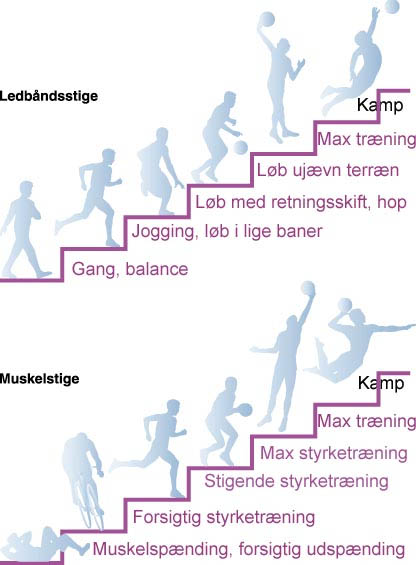 Ledbåndsstige
Kamp
Max træning
Løb ujævn terræn
Løb med retningsskift, hop
Jogging, løb i lige baner
Gang, balance
Muskelstige
Kamp
Max træning
Max styrketræning
Stigende styrketræning
Forsigtig styrketræning
Muskelspænding, forsigtig udspænding